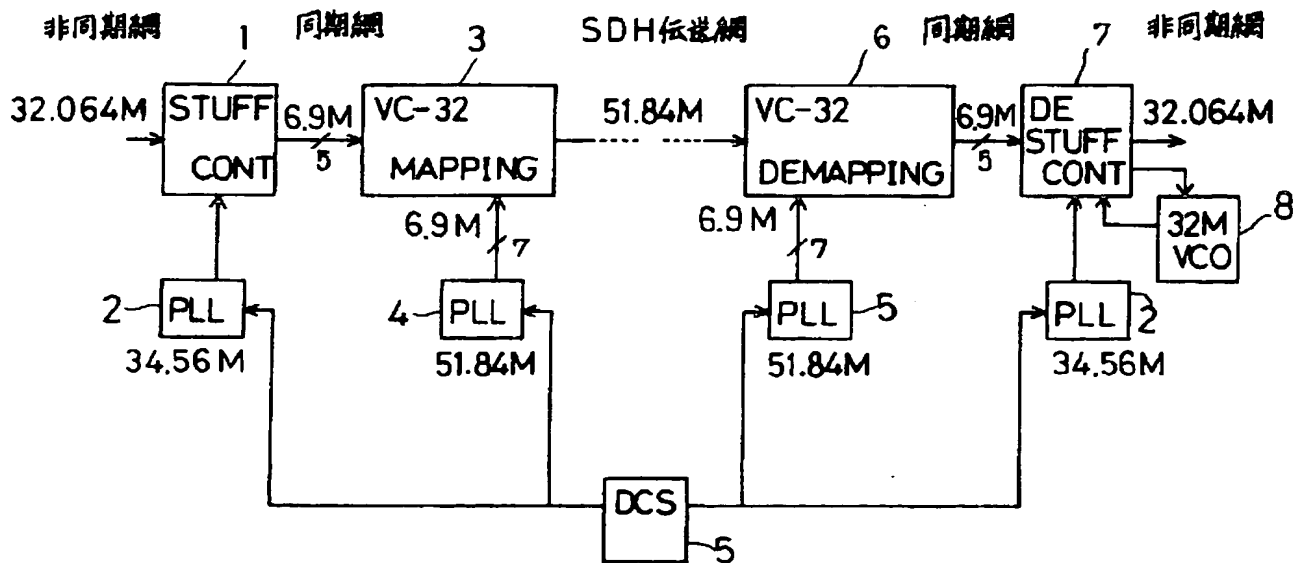 非同期網 1 同期網 3 SDH伝送網 6 同期網 7 非同期網
32.064M STUFF CONT 6.9M 5 VC-32 MAPPING 51.84M VC-32 DEMAPPING 6.9M 5 DE STUFF CONT 32.064M
6.9M 7 6.9M 7 32M VCO 8
2 PLL 4 PLL PLL 5 PLL 2
34.56M 51.84M 51.84M 34.56M
DCS
5